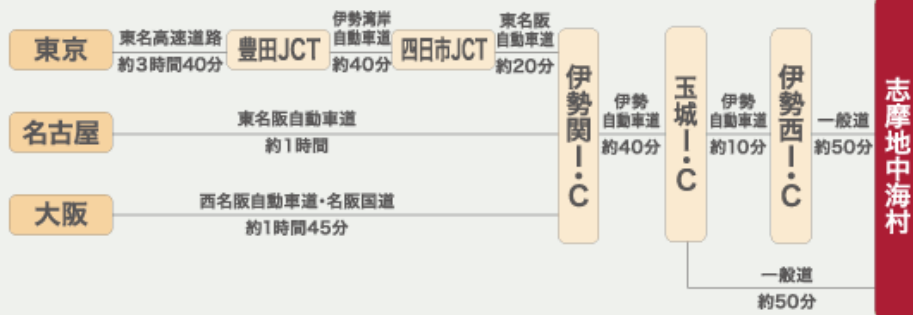 東京
東名高速道路
約3時間40分
豊田JCT
伊勢湾岸
自動車道
約40分
四日市JCT
東名阪
自動車道
約20分
名古屋
東名阪自動車道
約1時間
大阪
西名阪自動車道・名阪国道
約1時間45分
伊勢関I・C
伊勢
自動車道
約40分
玉城I・C
伊勢
自動車道
約10分
伊勢西I・C
一般道
約50分
一般道
約50分
志摩地中海村